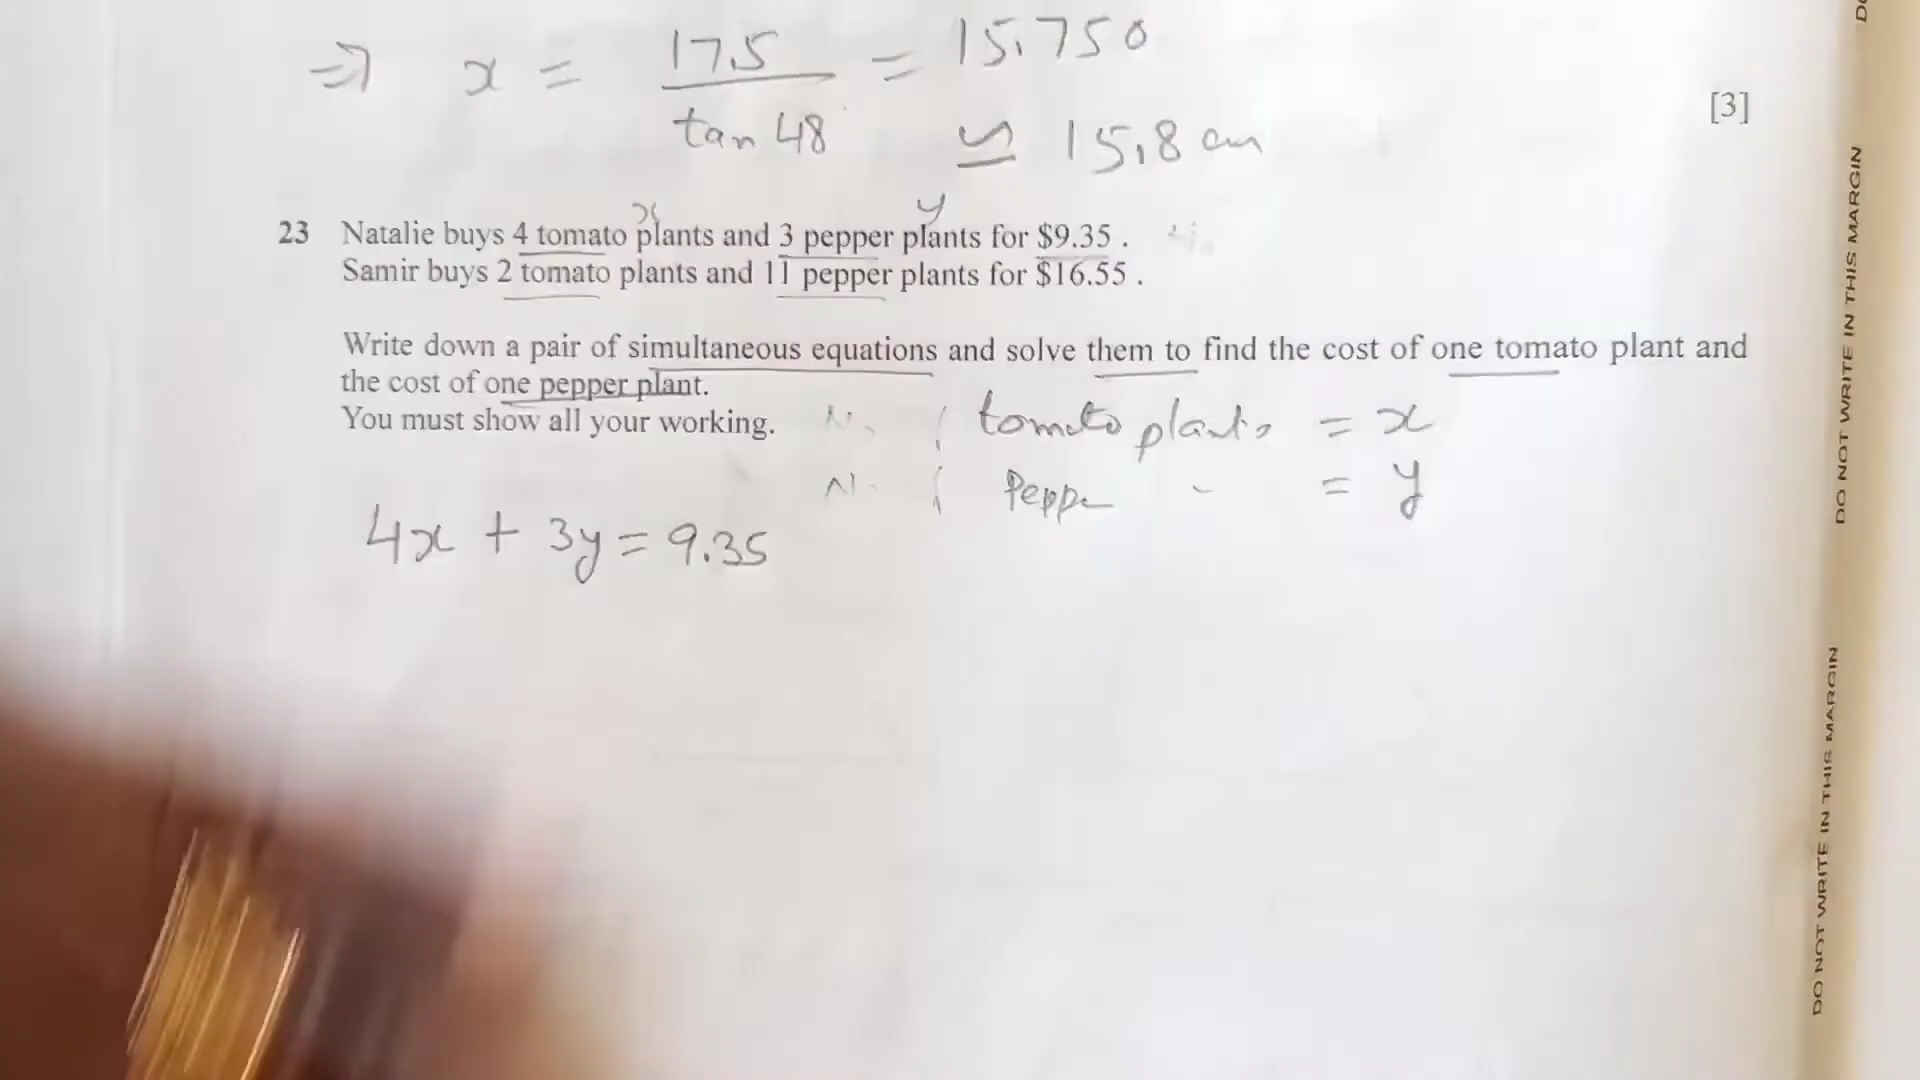 ⇒ x = 17.5 / tan 48 = 15.750
≃ 15.8 cm
[3]
x y
23 Natalie buys 4 tomato plants and 3 pepper plants for $9.35 .
Samir buys 2 tomato plants and 11 pepper plants for $16.55 .
Write down a pair of simultaneous equations and solve them to find the cost of one tomato plant and
the cost of one pepper plant.
You must show all your working.
tomato plants = x
= y
4x + 3y = 9.35
DO NOT WRITE IN THIS MARGIN
DO NOT WRITE IN THIS MARGIN